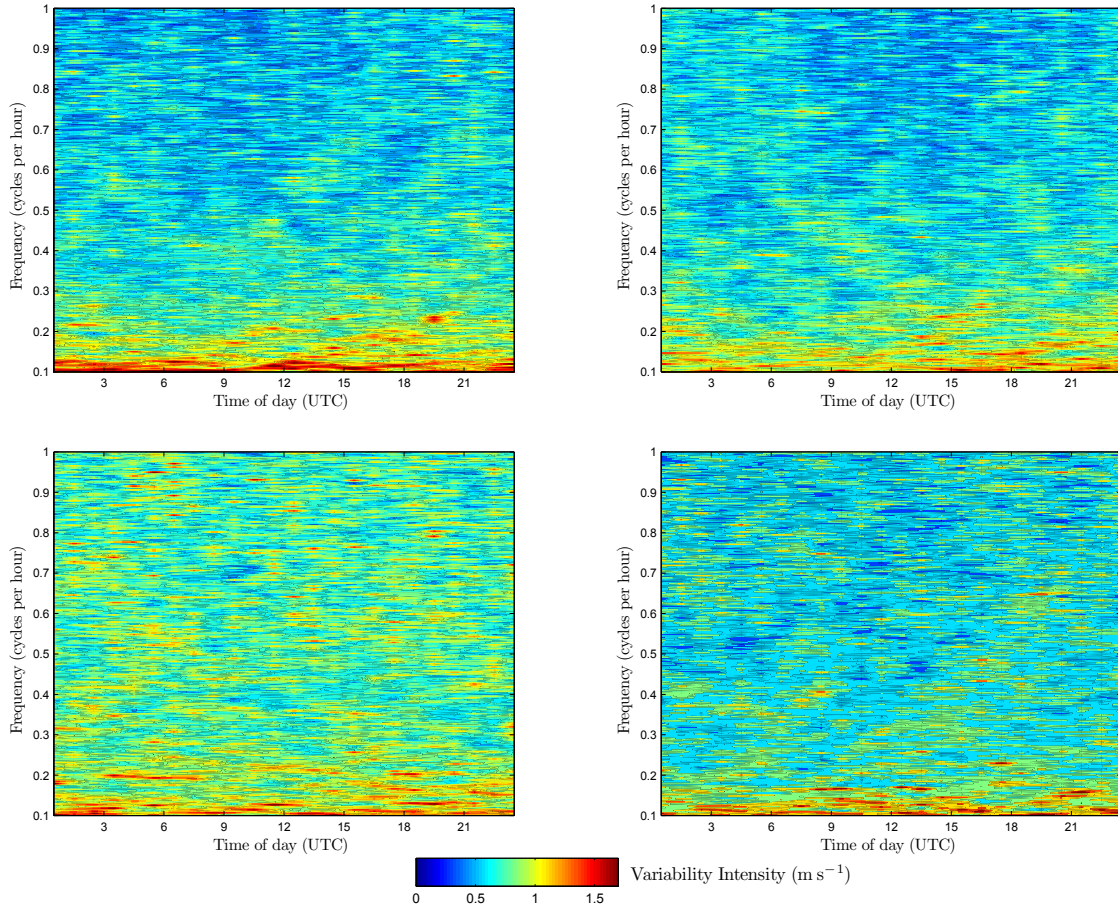 1
0.9
0.8
0.7
0.6
0.5
0.4
0.3
0.2
0.1
3 6 9 12 15 18 21
Frequency (cycles per hour)
Time of day (UTC)
1
0.9
0.8
0.7
0.6
0.5
0.4
0.3
0.2
0.1
3 6 9 12 15 18 21
Frequency (cycles per hour)
Time of day (UTC)
1
0.9
0.8
0.7
0.6
0.5
0.4
0.3
0.2
0.1
3 6 9 12 15 18 21
Frequency (cycles per hour)
Time of day (UTC)
1
0.9
0.8
0.7
0.6
0.5
0.4
0.3
0.2
0.1
3 6 9 12 15 18 21
Frequency (cycles per hour)
Time of day (UTC)
Variability Intensity (m s⁻¹)
0 0.5 1 1.5